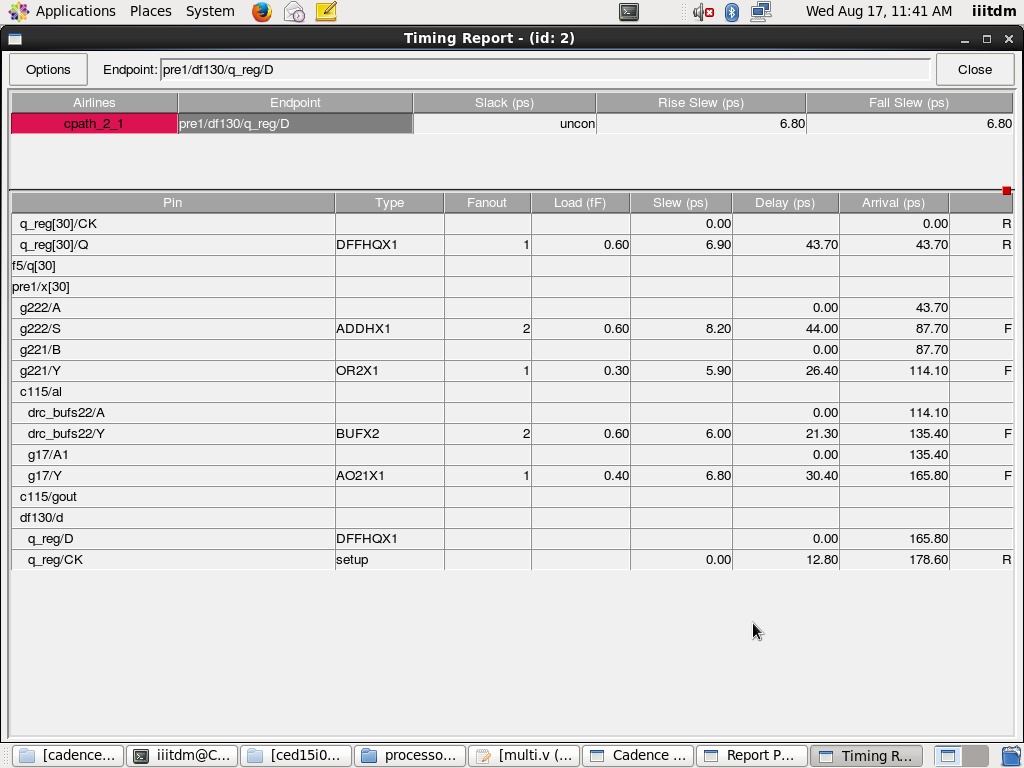 Applications Places System Wed Aug 17, 11:41 AM iiitdm
Timing Report - (id: 2)
Options Endpoint: pre1/df130/q_reg/D Close
Airlines Endpoint Slack (ps) Rise Slew (ps) Fall Slew (ps)
cpath_2_1 pre1/df130/q_reg/D uncon 6.80 6.80
Pin Type Fanout Load (fF) Slew (ps) Delay (ps) Arrival (ps)
q_reg[30]/CK 0.00 0.00 R
q_reg[30]/Q DFFHQX1 1 0.60 6.90 43.70 43.70 R
f5/q[30]
pre1/x[30]
g222/A 0.00 43.70
g222/S ADDHX1 2 0.60 8.20 44.00 87.70 F
g221/B 0.00 87.70
g221/Y OR2X1 1 0.30 5.90 26.40 114.10 F
c115/al
drc_bufs22/A 0.00 114.10
drc_bufs22/Y BUFX2 2 0.60 6.00 21.30 135.40 F
g17/A1 0.00 135.40
g17/Y AO21X1 1 0.40 6.80 30.40 165.80 F
c115/gout
df130/d
q_reg/D DFFHQX1 0.00 165.80
q_reg/CK setup 0.00 12.80 178.60 R
[cadence... iiitdm@C... [ced15i0... processo... [multi.v (... Cadence ... Report P... Timing R...